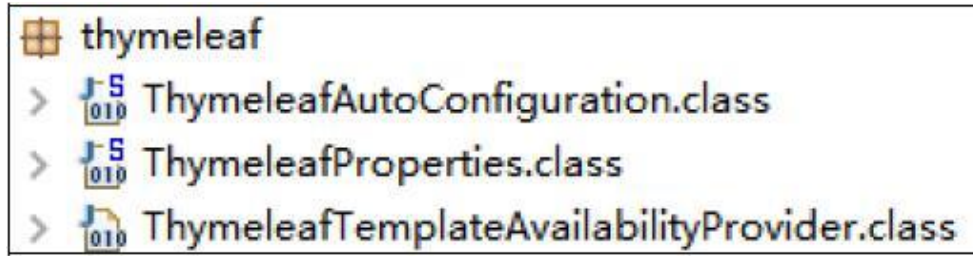 thymeleaf
ThymeleafAutoConfiguration.class
ThymeleafProperties.class
ThymeleafTemplateAvailabilityProvider.class